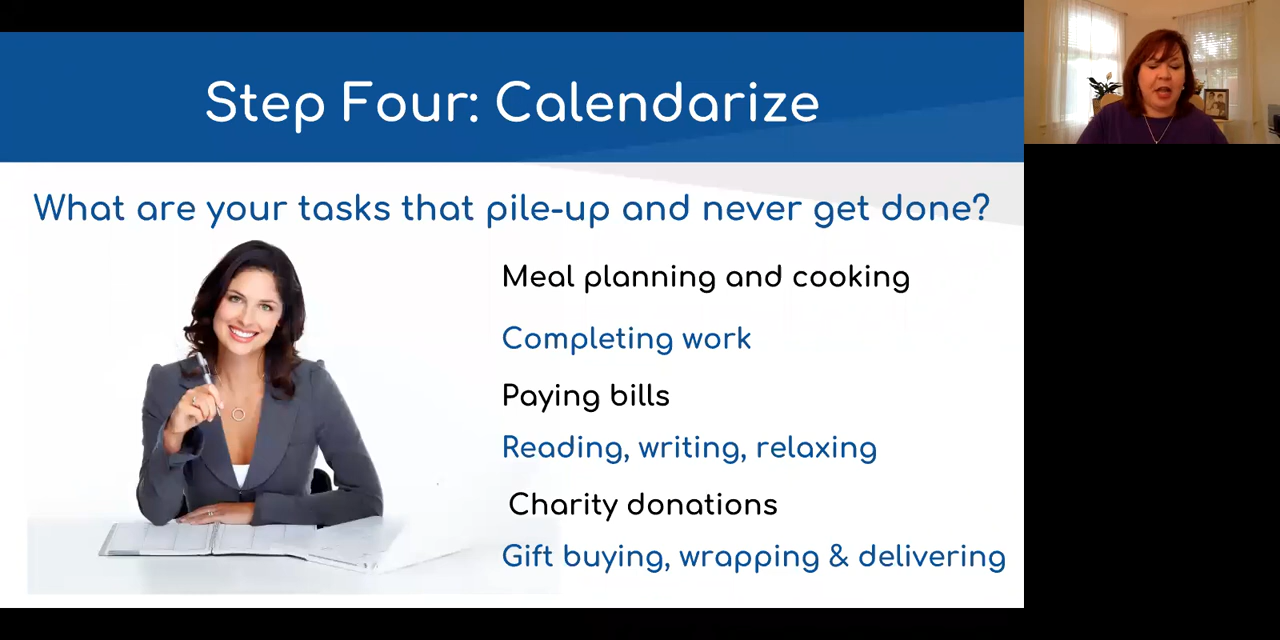 Step Four: Calendarize
What are your tasks that pile-up and never get done?
Meal planning and cooking
Completing work
Paying bills
Reading, writing, relaxing
Charity donations
Gift buying, wrapping & delivering